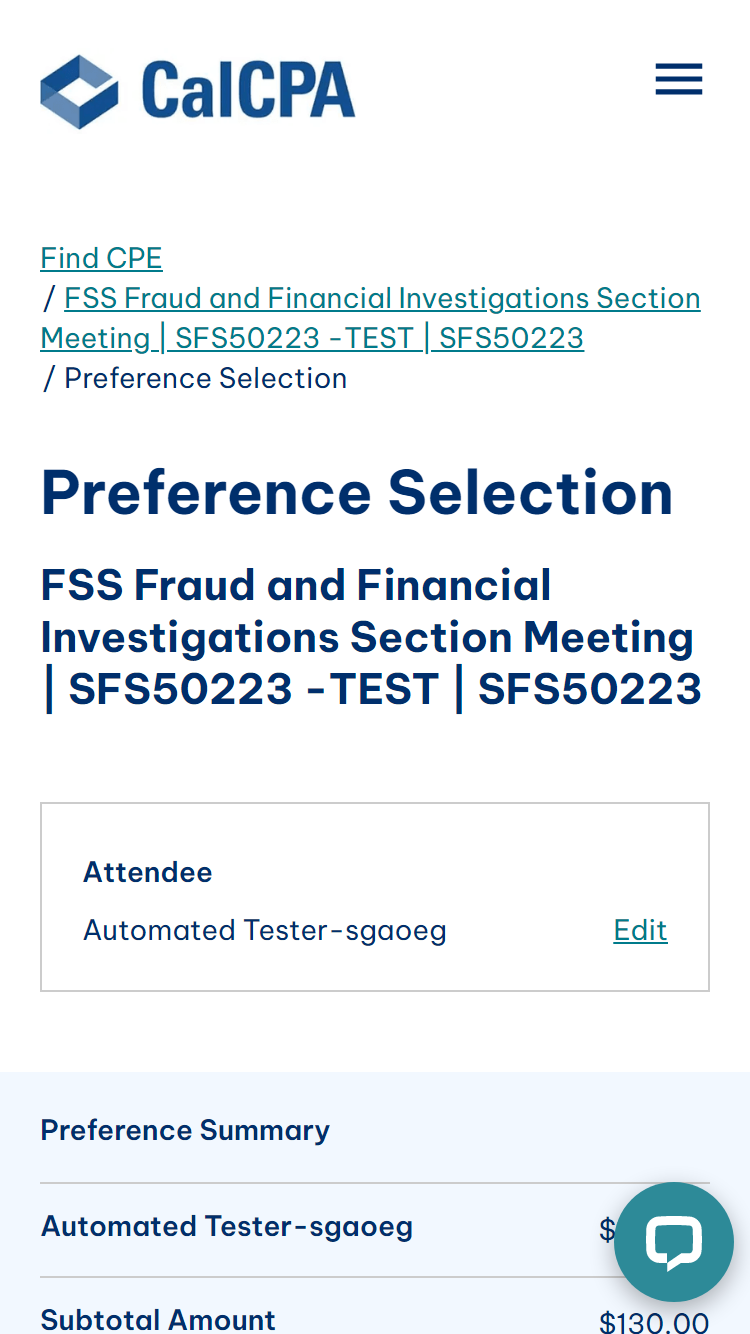 CalCPA
Find CPE
/ FSS Fraud and Financial Investigations Section
Meeting | SFS50223 -TEST | SFS50223
/ Preference Selection
Preference Selection
FSS Fraud and Financial
Investigations Section Meeting
| SFS50223 -TEST | SFS50223
Attendee
Automated Tester-sgaoeg
Edit
Preference Summary
Automated Tester-sgaoeg
$
Subtotal Amount
$130.00